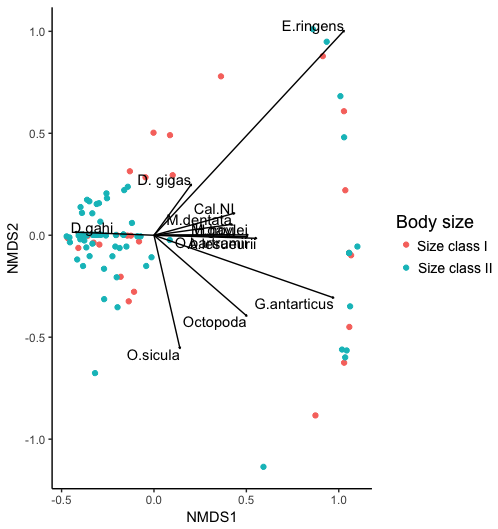 E.ringens
1.0
0.5
D. gigas
Cal.NI
M.dentata
D.gahi
0.0
G.antarticus
Octopoda
O.sicula
-0.5
-1.0
-0.5
0.0
0.5
1.0
NMDS1
NMDS2
Body size
Size class I
Size class II